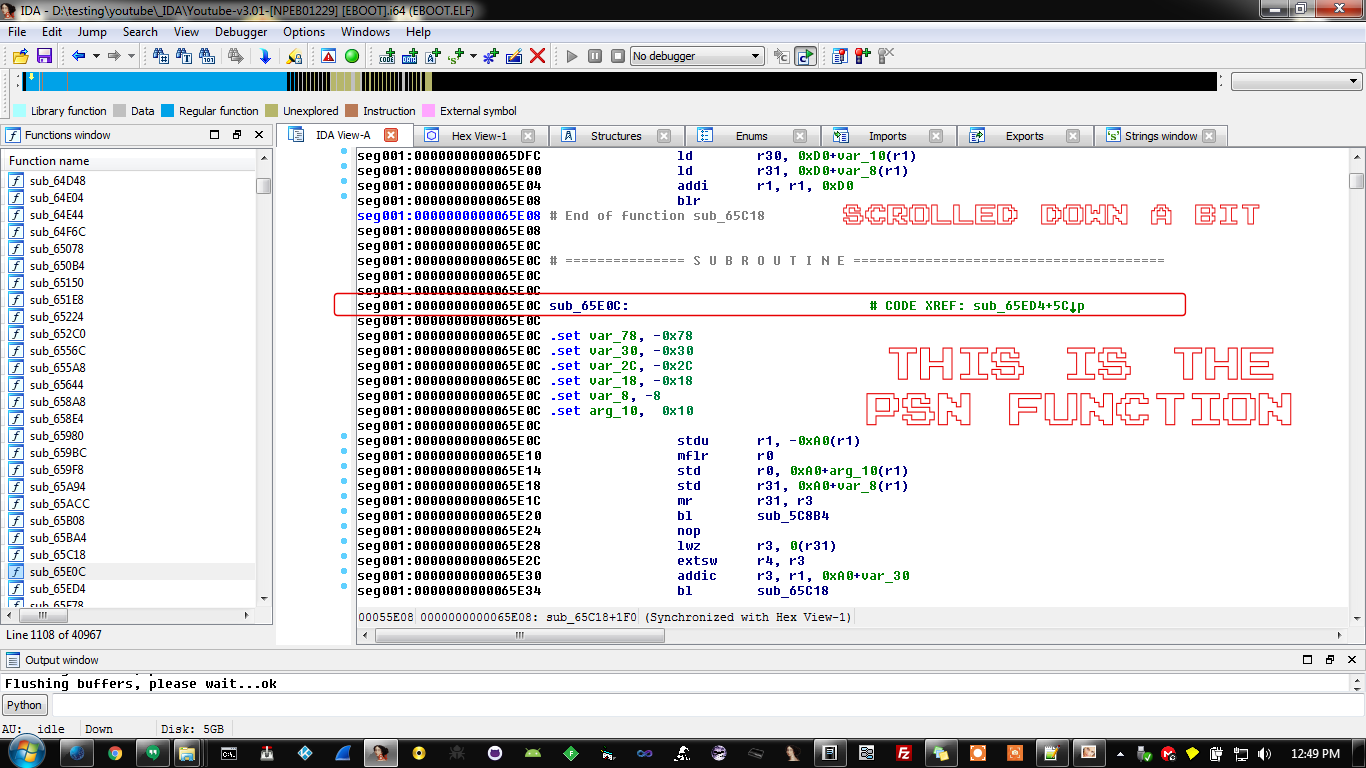 IDA - D:\testing\youtube\_IDA\Youtube-v3.01-[NPEB01229] [EBOOT].i64 (EBOOT.ELF)
File Edit Jump Search View Debugger Options Windows Help
No debugger
Library function Data Regular function Unexplored Instruction External symbol
Functions window
IDA View-A Hex View-1 Structures Enums Imports Exports Strings window
Function name
sub_64D48
sub_64E04
sub_64E44
sub_64F6C
sub_65078
sub_650B4
sub_65150
sub_651E8
sub_65224
sub_652C0
sub_6556C
sub_655A8
sub_65644
sub_658A8
sub_658E4
sub_65980
sub_659BC
sub_659F8
sub_65A94
sub_65ACC
sub_65B08
sub_65BA4
sub_65C18
sub_65E0C
sub_65ED4
sub_65F78
Line 1108 of 40967
seg001:0000000000065DFC ld r30, 0xD0+var_10(r1)
seg001:0000000000065E00 ld r31, 0xD0+var_8(r1)
seg001:0000000000065E04 addi r1, r1, 0xD0
seg001:0000000000065E08 blr
seg001:0000000000065E08 # End of function sub_65C18
seg001:0000000000065E08
seg001:0000000000065E0C
seg001:0000000000065E0C # =============== S U B R O U T I N E =======================================
seg001:0000000000065E0C
seg001:0000000000065E0C
seg001:0000000000065E0C sub_65E0C: # CODE XREF: sub_65ED4+5C↓p
seg001:0000000000065E0C
seg001:0000000000065E0C .set var_78, -0x78
seg001:0000000000065E0C .set var_30, -0x30
seg001:0000000000065E0C .set var_2C, -0x2C
seg001:0000000000065E0C .set var_18, -0x18
seg001:0000000000065E0C .set var_8, -8
seg001:0000000000065E0C .set arg_10, 0x10
seg001:0000000000065E0C
seg001:0000000000065E0C stdu r1, -0xA0(r1)
seg001:0000000000065E10 mflr r0
seg001:0000000000065E14 std r0, 0xA0+arg_10(r1)
seg001:0000000000065E18 std r31, 0xA0+var_8(r1)
seg001:0000000000065E1C mr r31, r3
seg001:0000000000065E20 bl sub_5C8B4
seg001:0000000000065E24 nop
seg001:0000000000065E28 lwz r3, 0(r31)
seg001:0000000000065E2C extsw r4, r3
seg001:0000000000065E30 addic r3, r1, 0xA0+var_30
seg001:0000000000065E34 bl sub_65C18
SCROLLED DOWN A BIT
THIS IS THE
PSN FUNCTION
00055E08 0000000000065E08: sub_65C18+1F0 (Synchronized with Hex View-1)
Output window
Flushing buffers, please wait...ok
Python
AU: idle Down Disk: 5GB
12:49 PM